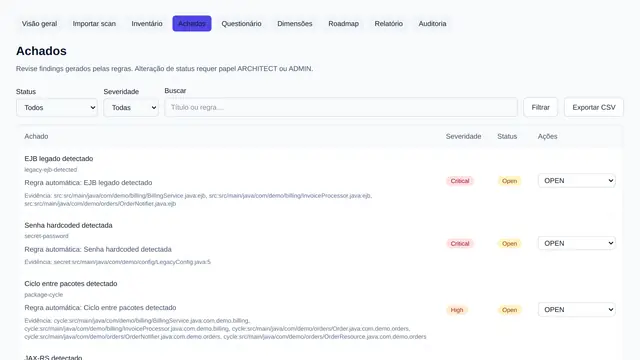 Visão geral Importar scan Inventário Achados Questionário Dimensões Roadmap Relatório Auditoria
Achados
Revise findings gerados pelas regras. Alteração de status requer papel ARCHITECT ou ADMIN.
Status Severidade Buscar
Todos Todas Título ou regra... Filtrar Exportar CSV
Achado Severidade Status Ações
EJB legado detectado
legacy-ejb-detected
Regra automática: EJB legado detectado
Critical Open OPEN
Evidência: src:src/main/java/com/demo/billing/BillingService.java:ejb, src:src/main/java/com/demo/billing/InvoiceProcessor.java:ejb,
src:src/main/java/com/demo/orders/OrderNotifier.java:ejb
Senha hardcoded detectada
secret-password
Regra automática: Senha hardcoded detectada
Critical Open OPEN
Evidência: secret:src/main/java/com/demo/config/LegacyConfig.java:5
Ciclo entre pacotes detectado
package-cycle
Regra automática: Ciclo entre pacotes detectado
High Open OPEN
Evidência: cycle:src/main/java/com/demo/billing/BillingService.java:com.demo.billing,
cycle:src/main/java/com/demo/billing/InvoiceProcessor.java:com.demo.billing, cycle:src/main/java/com/demo/orders/Order.java:com.demo.orders,
cycle:src/main/java/com/demo/orders/OrderNotifier.java:com.demo.orders, cycle:src/main/java/com/demo/orders/OrderResource.java:com.demo.orders
JAX-RS detectado